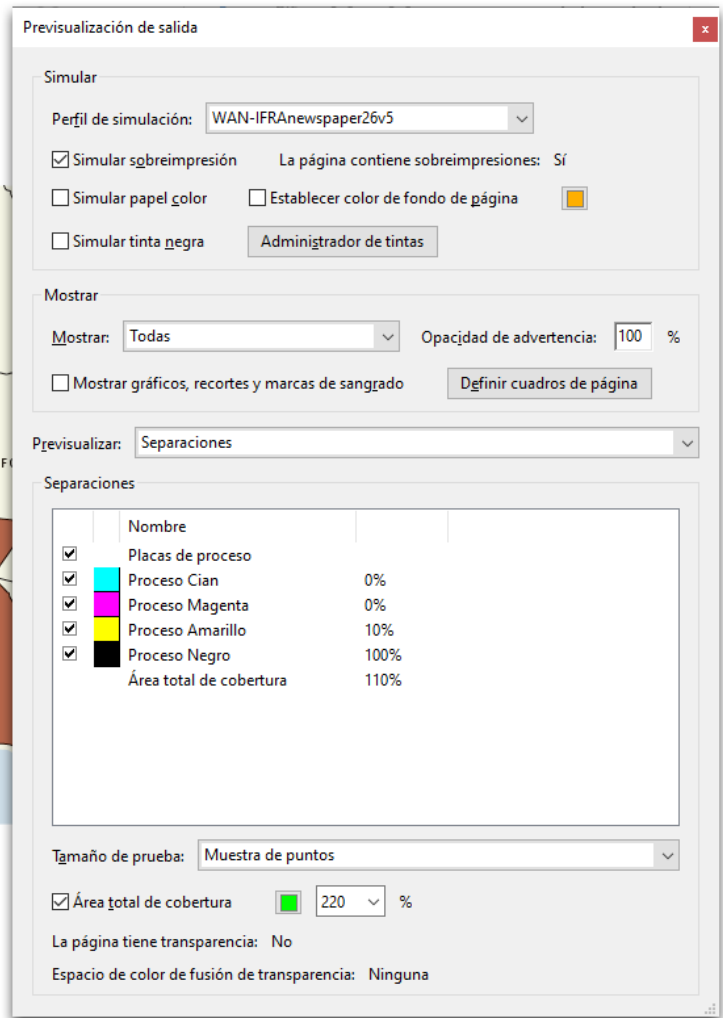 Previsualización de salida
x
Simular
Perfil de simulación: WAN-IFRAnewspaper26v5
Simular sobreimpresión La página contiene sobreimpresiones: Sí
Simular papel color Establecer color de fondo de página
Simular tinta negra Administrador de tintas
Mostrar
Mostrar: Todas Opacidad de advertencia: 100 %
Mostrar gráficos, recortes y marcas de sangrado Definir cuadros de página
Previsualizar: Separaciones
Separaciones
Nombre
Placas de proceso
Proceso Cian 0%
Proceso Magenta 0%
Proceso Amarillo 10%
Proceso Negro 100%
Área total de cobertura 110%
Tamaño de prueba: Muestra de puntos
Área total de cobertura 220 %
La página tiene transparencia: No
Espacio de color de fusión de transparencia: Ninguna